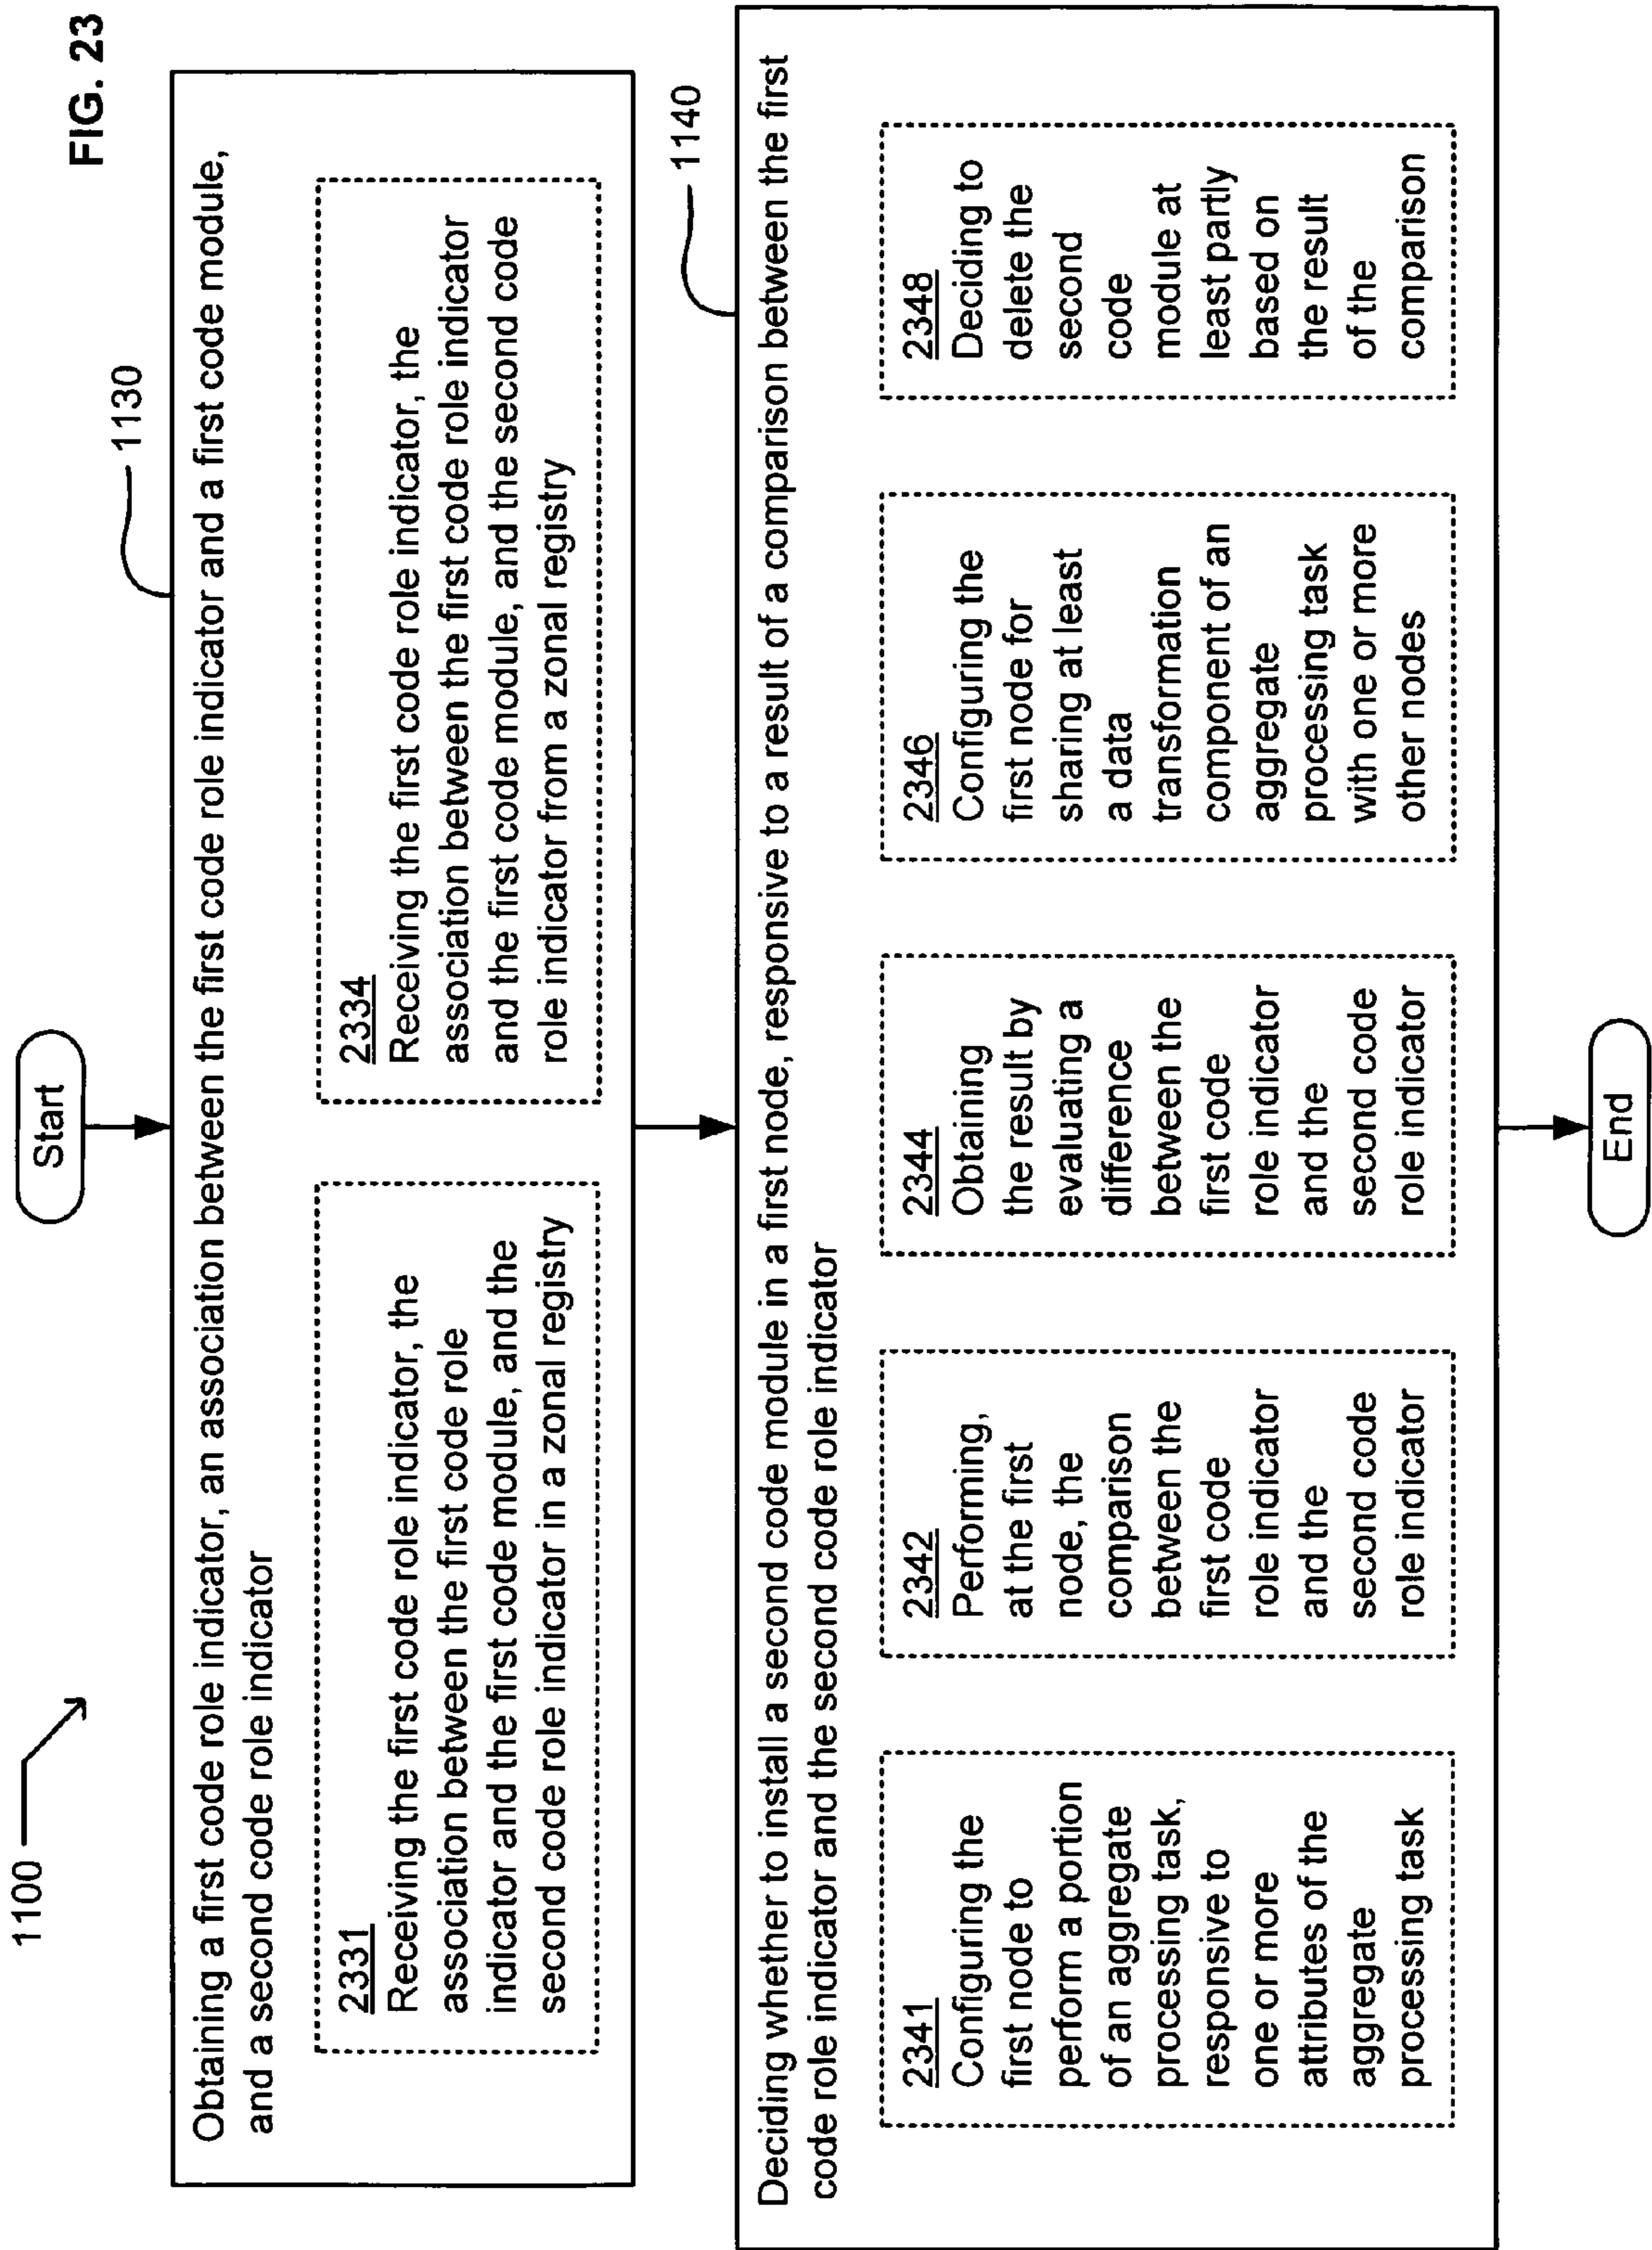 1100
FIG. 23
Start
1130
Obtaining a first code role indicator, an association between the first code role indicator and a first code module,
and a second code role indicator
2331
Receiving the first code role indicator, the
association between the first code role
indicator and the first code module, and the
second code role indicator in a zonal registry
2334
Receiving the first code role indicator, the
association between the first code role indicator
and the first code module, and the second code
role indicator from a zonal registry
1140
Deciding whether to install a second code module in a first node, responsive to a result of a comparison between the first
code role indicator and the second code role indicator
2341
Configuring the
first node to
perform a portion
of an aggregate
processing task,
responsive to
one or more
attributes of the
aggregate
processing task
2342
Performing,
at the first
node, the
comparison
between the
first code
role indicator
and the
second code
role indicator
2344
Obtaining
the result by
evaluating a
difference
between the
first code
role indicator
and the
second code
role indicator
2346
Configuring the
first node for
sharing at least
a data
transformation
component of an
aggregate
processing task
with one or more
other nodes
2348
Deciding to
delete the
second
code
module at
least partly
based on
the result
of the
comparison
End